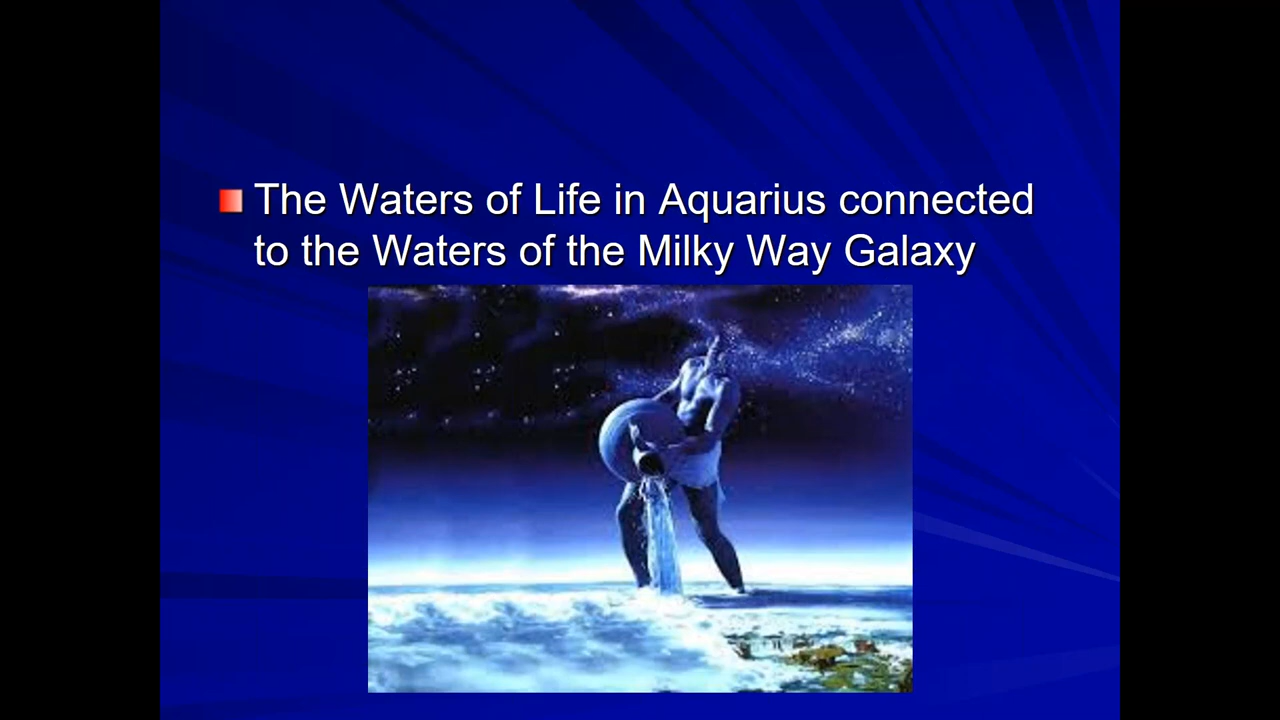 The Waters of Life in Aquarius connected
to the Waters of the Milky Way Galaxy